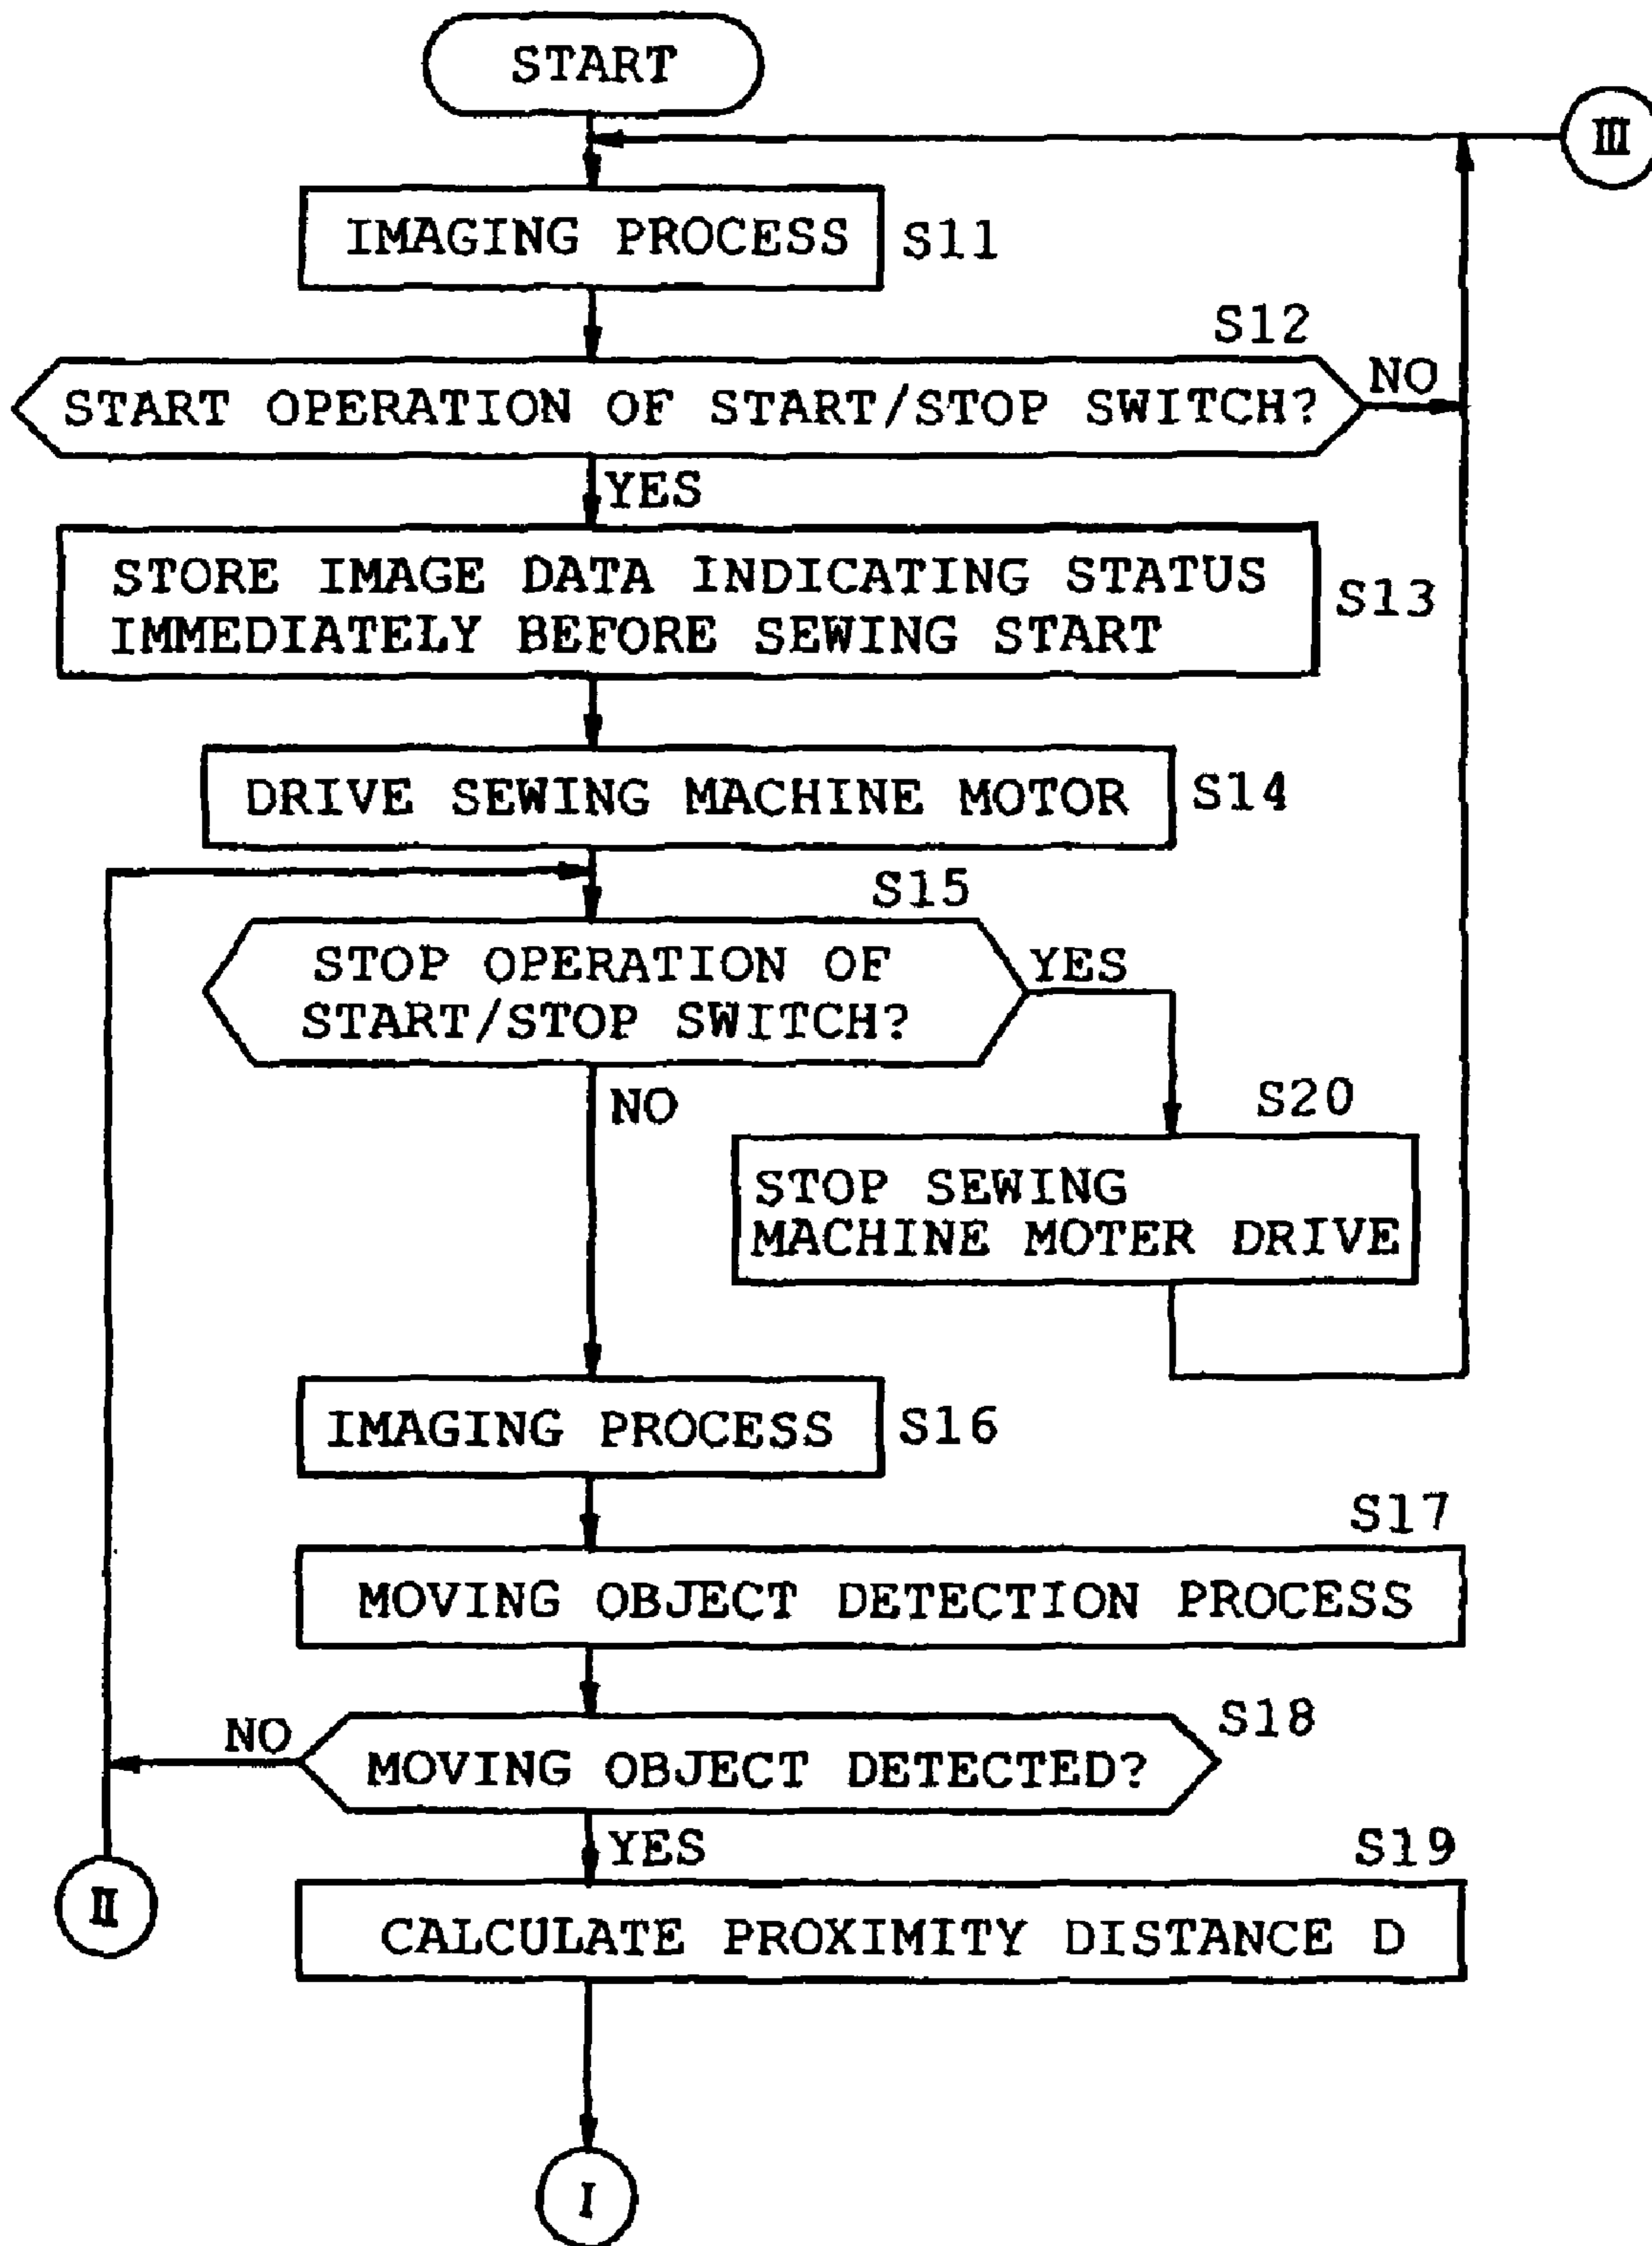 START
III
IMAGING PROCESS S11
S12
START OPERATION OF START/STOP SWITCH? NO
YES
STORE IMAGE DATA INDICATING STATUS
IMMEDIATELY BEFORE SEWING START
S13
DRIVE SEWING MACHINE MOTOR S14
S15
STOP OPERATION OF
START/STOP SWITCH?
YES
NO
S20
STOP SEWING
MACHINE MOTER DRIVE
IMAGING PROCESS S16
S17
MOVING OBJECT DETECTION PROCESS
S18
NO
MOVING OBJECT DETECTED?
YES
S19
II
CALCULATE PROXIMITY DISTANCE D
I